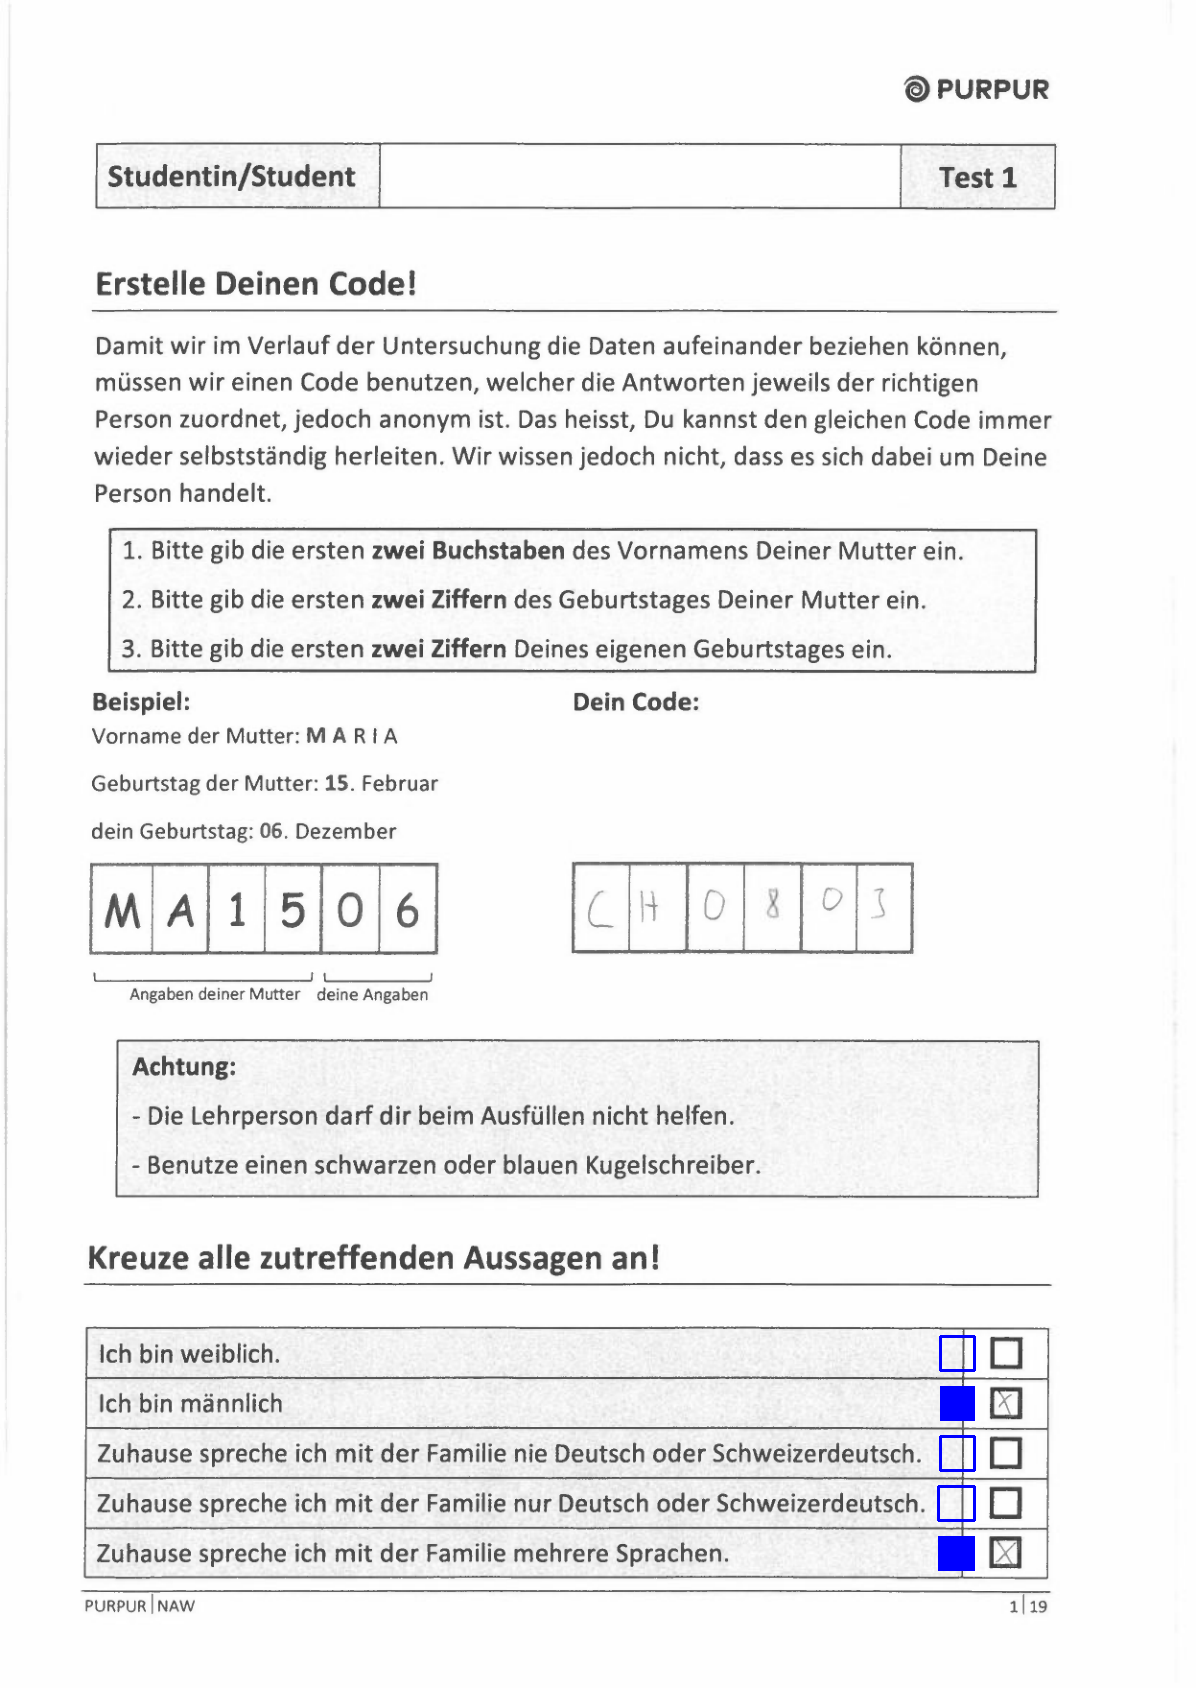 PURPUR
Studentin/Student Test 1
Erstelle Deinen Code!
Damit wir im Verlauf der Untersuchung die Daten aufeinander beziehen können,
müssen wir einen Code benutzen, welcher die Antworten jeweils der richtigen
Person zuordnet, jedoch anonym ist. Das heisst, Du kannst den gleichen Code immer
wieder selbstständig herleiten. Wir wissen jedoch nicht, dass es sich dabei um Deine
Person handelt.
1. Bitte gib die ersten zwei Buchstaben des Vornamens Deiner Mutter ein.
2. Bitte gib die ersten zwei Ziffern des Geburtstages Deiner Mutter ein.
3. Bitte gib die ersten zwei Ziffern Deines eigenen Geburtstages ein.
Beispiel: Dein Code:
Vorname der Mutter: M A R I A
Geburtstag der Mutter: 15. Februar
dein Geburtstag: 06. Dezember
M A 1 5 0 6 C H 0 8 0 3
Angaben deiner Mutter deine Angaben
Achtung:
- Die Lehrperson darf dir beim Ausfüllen nicht helfen.
- Benutze einen schwarzen oder blauen Kugelschreiber.
Kreuze alle zutreffenden Aussagen an!
Ich bin weiblich.
Ich bin männlich
Zuhause spreche ich mit der Familie nie Deutsch oder Schweizerdeutsch.
Zuhause spreche ich mit der Familie nur Deutsch oder Schweizerdeutsch.
Zuhause spreche ich mit der Familie mehrere Sprachen.
PURPUR | NAW 1 | 19